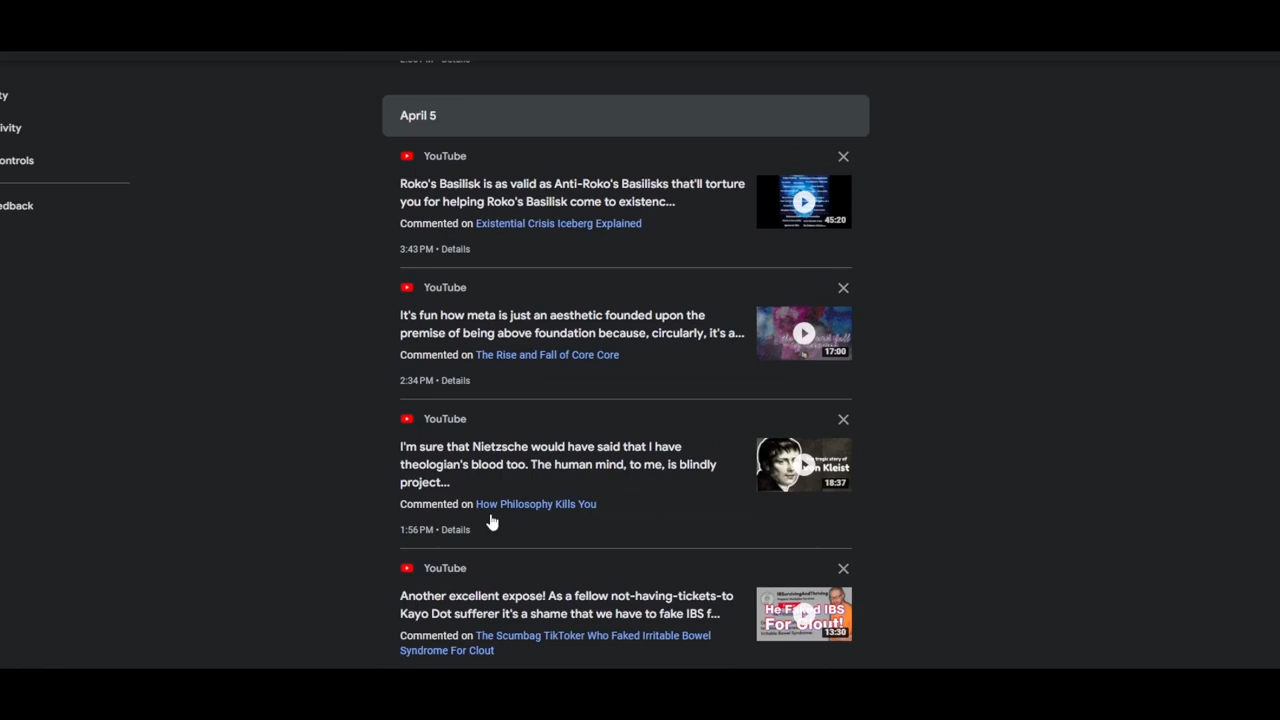 April 5
YouTube
Roko's Basilisk is as valid as Anti-Roko's Basilisks that'll torture
you for helping Roko's Basilisk come to existenc...
Commented on Existential Crisis Iceberg Explained
3:43 PM • Details
45:20
YouTube
It's fun how meta is just an aesthetic founded upon the
premise of being above foundation because, circularly, it's a...
Commented on The Rise and Fall of Core Core
2:34 PM • Details
17:00
YouTube
I'm sure that Nietzsche would have said that I have
theologian's blood too. The human mind, to me, is blindly
project...
Commented on How Philosophy Kills You
1:56 PM • Details
tragic story of
Kleist
18:37
YouTube
Another excellent expose! As a fellow not-having-tickets-to
Kayo Dot sufferer it's a shame that we have to fake IBS f...
Commented on The Scumbag TikToker Who Faked Irritable Bowel
Syndrome For Clout
He Faked IBS
For Clout!
13:30
ty
ivity
ontrols
edback